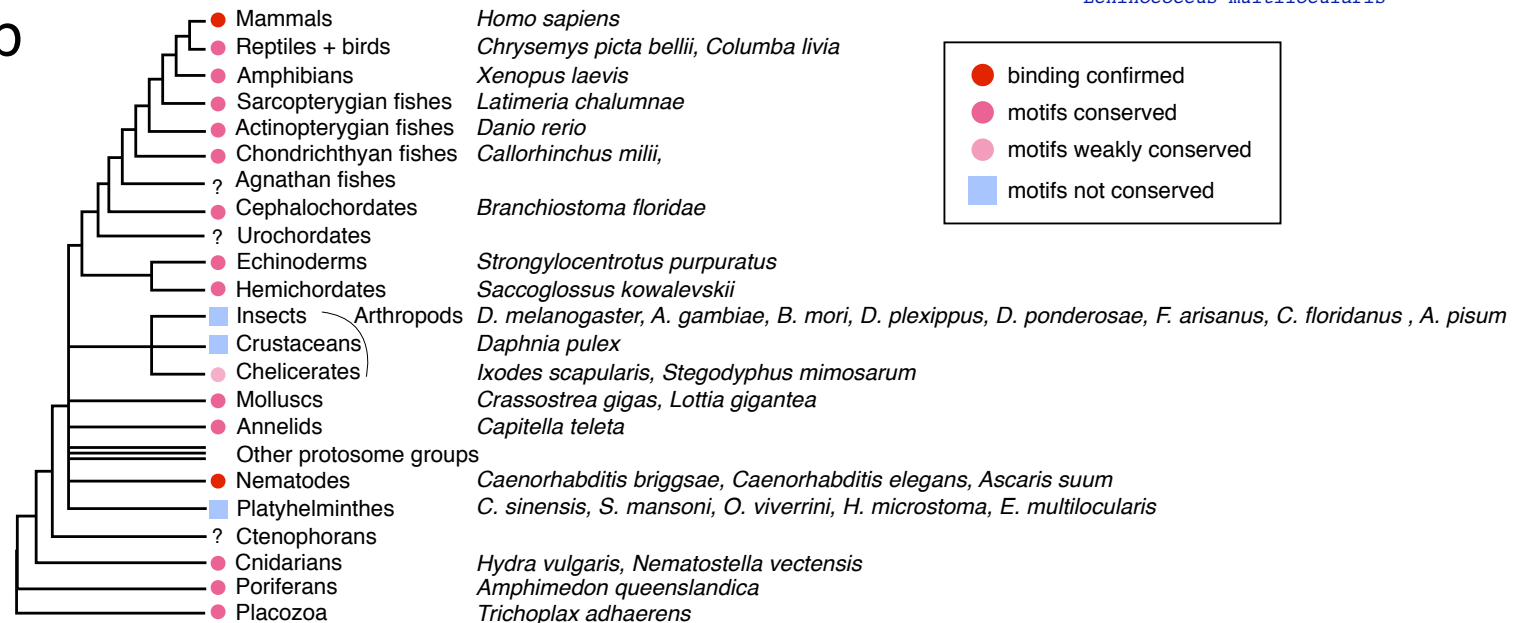 Echinococcus multilocularis
b
Mammals Homo sapiens
Reptiles + birds Chrysemys picta bellii, Columba livia
Amphibians Xenopus laevis
Sarcopterygian fishes Latimeria chalumnae
Actinopterygian fishes Danio rerio
Chondrichthyan fishes Callorhinchus milii,
? Agnathan fishes
Cephalochordates Branchiostoma floridae
? Urochordates
Echinoderms Strongylocentrotus purpuratus
Hemichordates Saccoglossus kowalevskii
Insects Arthropods D. melanogaster, A. gambiae, B. mori, D. plexippus, D. ponderosae, F. arisanus, C. floridanus , A. pisum
Crustaceans Daphnia pulex
Chelicerates Ixodes scapularis, Stegodyphus mimosarum
Molluscs Crassostrea gigas, Lottia gigantea
Annelids Capitella teleta
Other protosome groups
Nematodes Caenorhabditis briggsae, Caenorhabditis elegans, Ascaris suum
Platyhelminthes C. sinensis, S. mansoni, O. viverrini, H. microstoma, E. multilocularis
? Ctenophorans
Cnidarians Hydra vulgaris, Nematostella vectensis
Poriferans Amphimedon queenslandica
Placozoa Trichoplax adhaerens
binding confirmed
motifs conserved
motifs weakly conserved
motifs not conserved